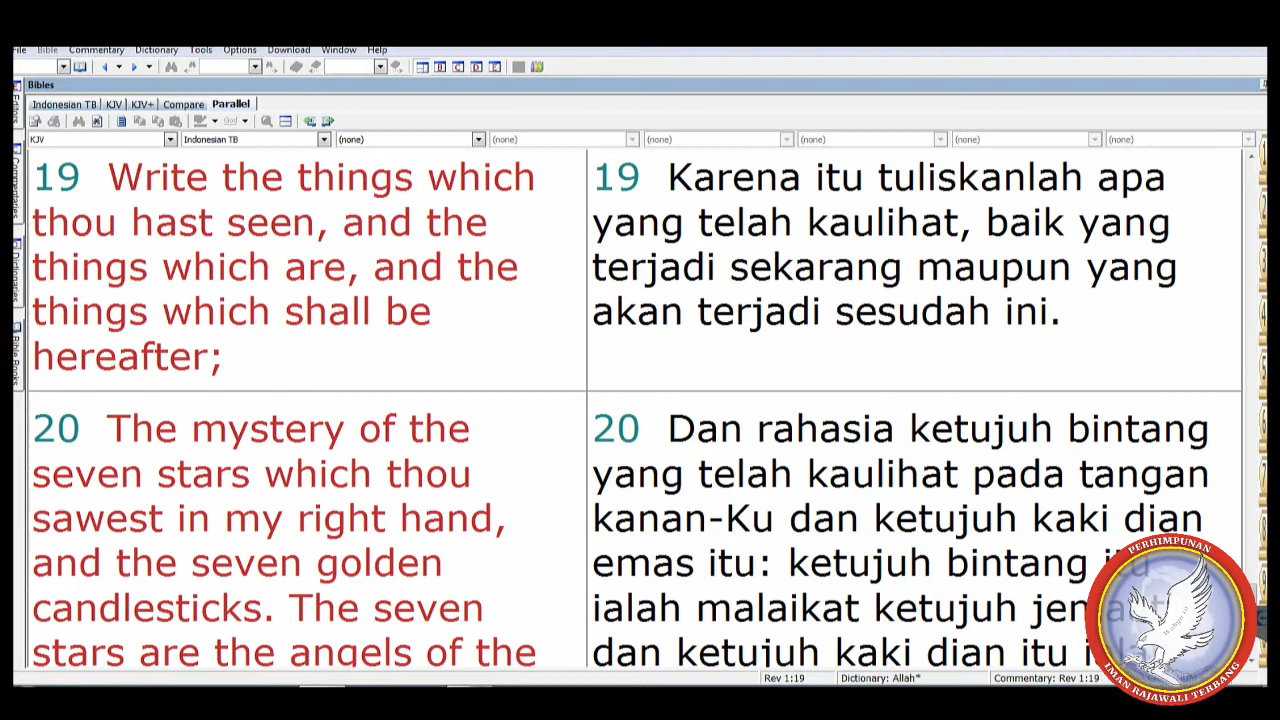 File Bible Commentary Dictionary Tools Options Download Window Help
Bibles
Indonesian TB KJV KJV+ Compare Parallel
KJV Indonesian TB (none) (none) (none) (none) (none) (none)
19 Write the things which
thou hast seen, and the
things which are, and the
things which shall be
hereafter;
19 Karena itu tuliskanlah apa
yang telah kaulihat, baik yang
terjadi sekarang maupun yang
akan terjadi sesudah ini.
20 The mystery of the
seven stars which thou
sawest in my right hand,
and the seven golden
candlesticks. The seven
stars are the angels of the
20 Dan rahasia ketujuh bintang
yang telah kaulihat pada tangan
kanan-Ku dan ketujuh kaki dian
emas itu: ketujuh bintang itu
ialah malaikat ketujuh
dan ketujuh kaki dian itu
Editors
Commentaries
Dictionaries
Bible Books
PERHIMPUNAN
IMAN RAJAWALI TERBANG
Rev 1:19 Dictionary: Allah* Commentary: Rev 1:19